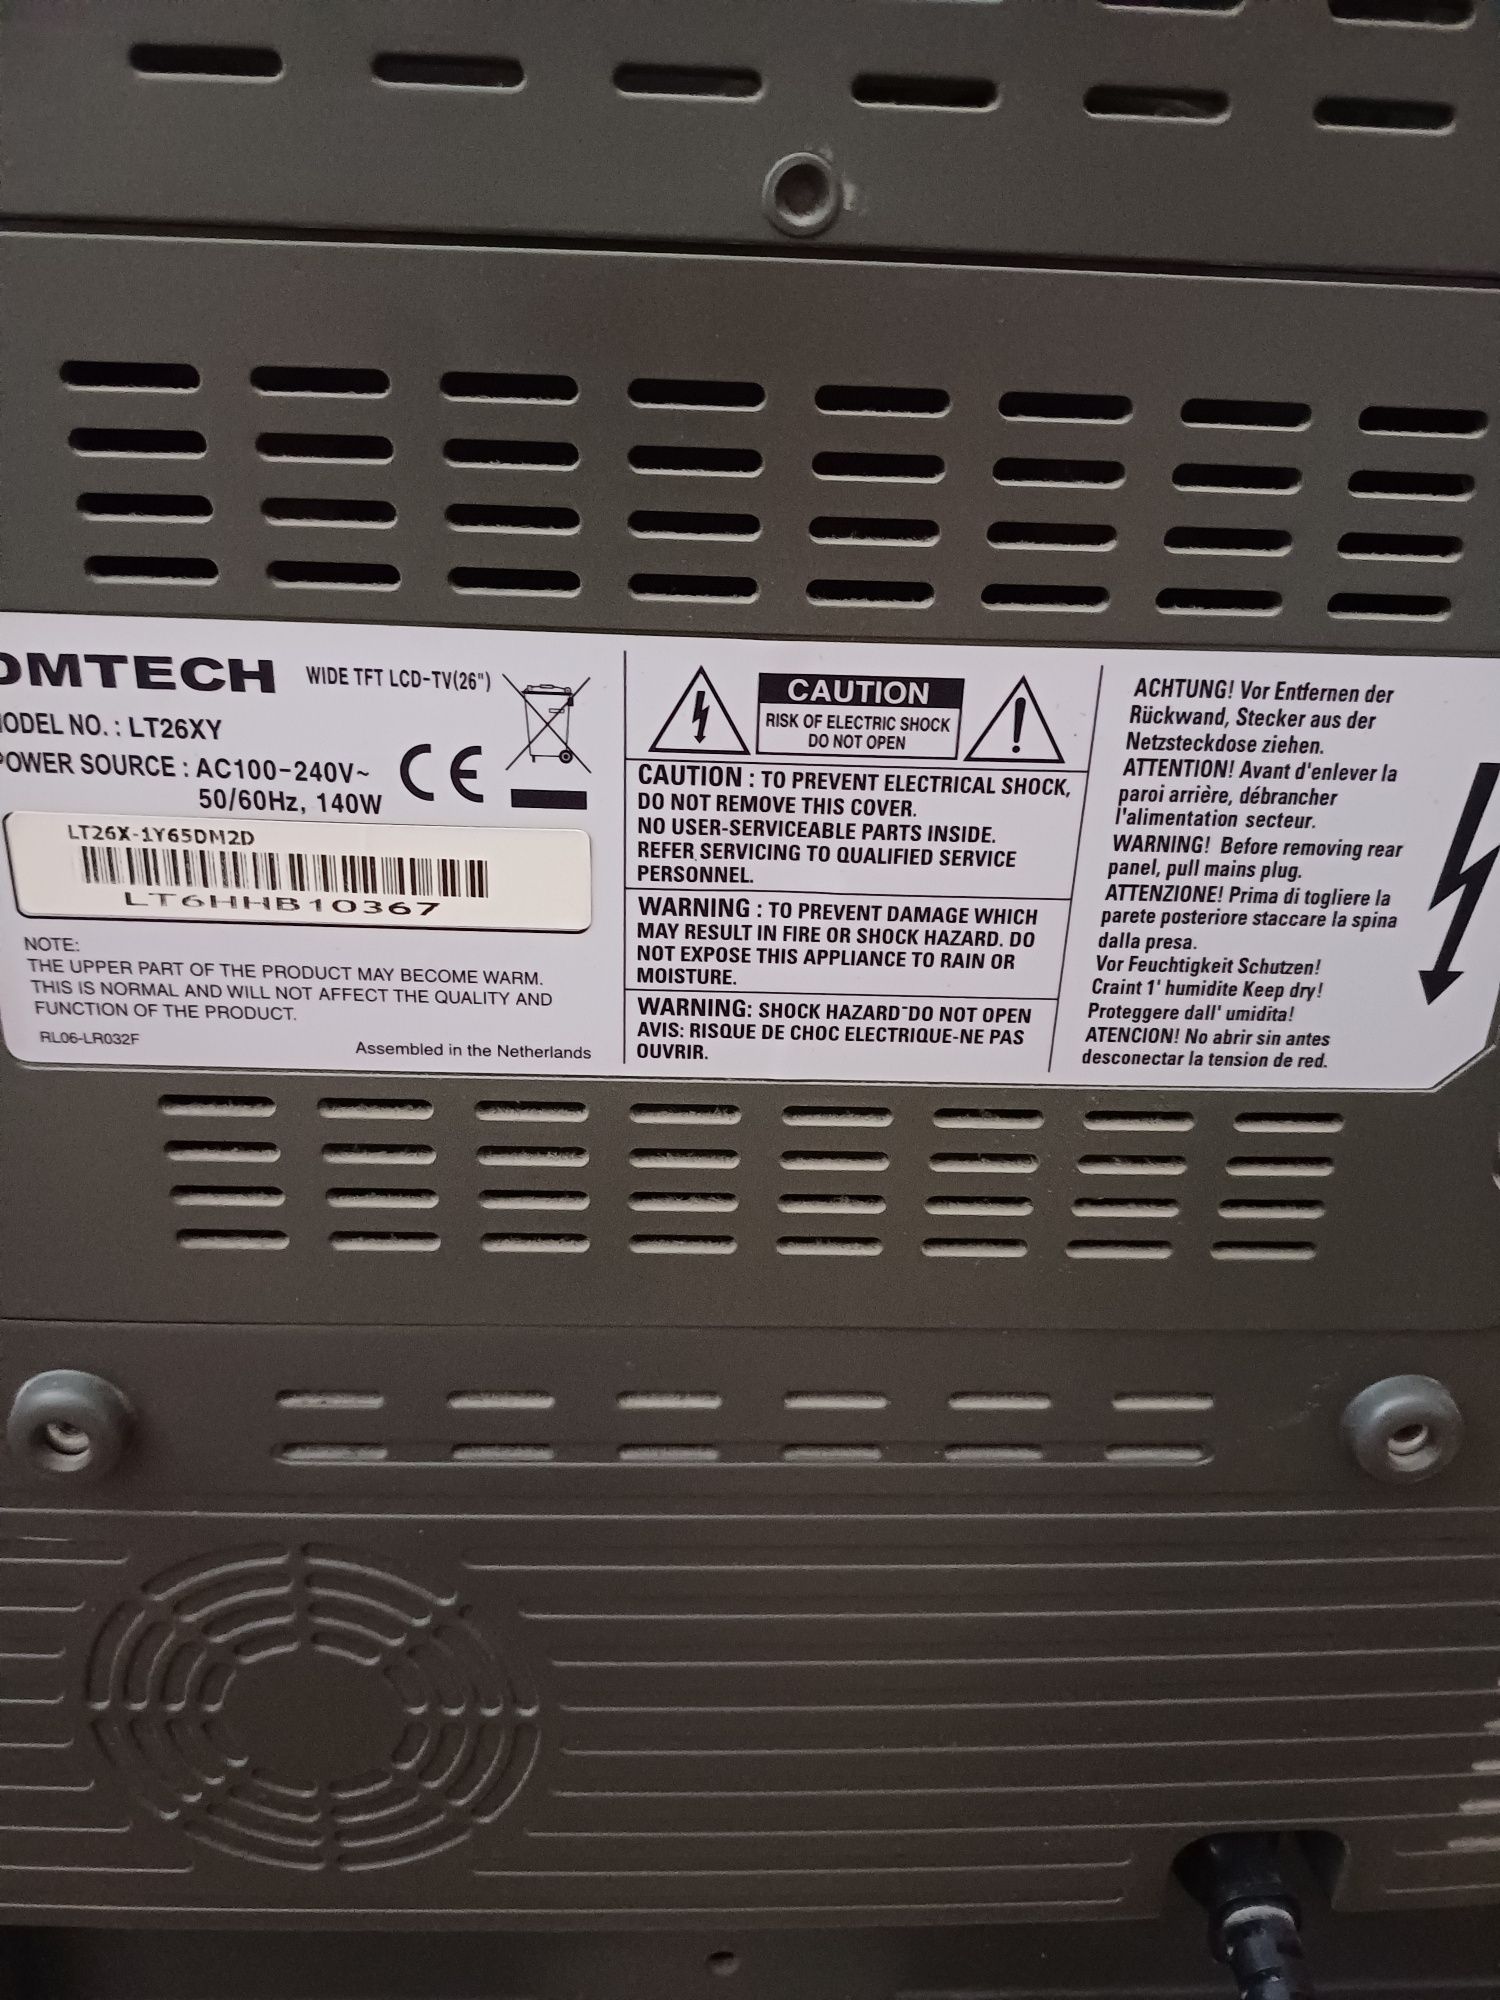 OMTECH WIDE TFT LCD-TV(26")
MODEL NO. : LT26XY
POWER SOURCE : AC100-240V~
50/60Hz, 140W
CE
LT26X-1Y65DM2D
LT6HHB10367
NOTE:
THE UPPER PART OF THE PRODUCT MAY BECOME WARM.
THIS IS NORMAL AND WILL NOT AFFECT THE QUALITY AND
FUNCTION OF THE PRODUCT.
RL06-LR032F
Assembled in the Netherlands
CAUTION
RISK OF ELECTRIC SHOCK
DO NOT OPEN
CAUTION : TO PREVENT ELECTRICAL SHOCK,
DO NOT REMOVE THIS COVER.
NO USER-SERVICEABLE PARTS INSIDE.
REFER SERVICING TO QUALIFIED SERVICE
PERSONNEL.
WARNING : TO PREVENT DAMAGE WHICH
MAY RESULT IN FIRE OR SHOCK HAZARD. DO
NOT EXPOSE THIS APPLIANCE TO RAIN OR
MOISTURE.
WARNING: SHOCK HAZARD-DO NOT OPEN
AVIS: RISQUE DE CHOC ELECTRIQUE-NE PAS
OUVRIR.
ACHTUNG! Vor Entfernen der
Rückwand, Stecker aus der
Netzsteckdose ziehen.
ATTENTION! Avant d'enlever la
paroi arrière, débrancher
l'alimentation secteur.
WARNING! Before removing rear
panel, pull mains plug.
ATTENZIONE! Prima di togliere la
parete posteriore staccare la spina
dalla presa.
Vor Feuchtigkeit Schutzen!
Craint 1' humidite Keep dry!
Proteggere dall' umidita!
ATENCION! No abrir sin antes
desconectar la tension de red.